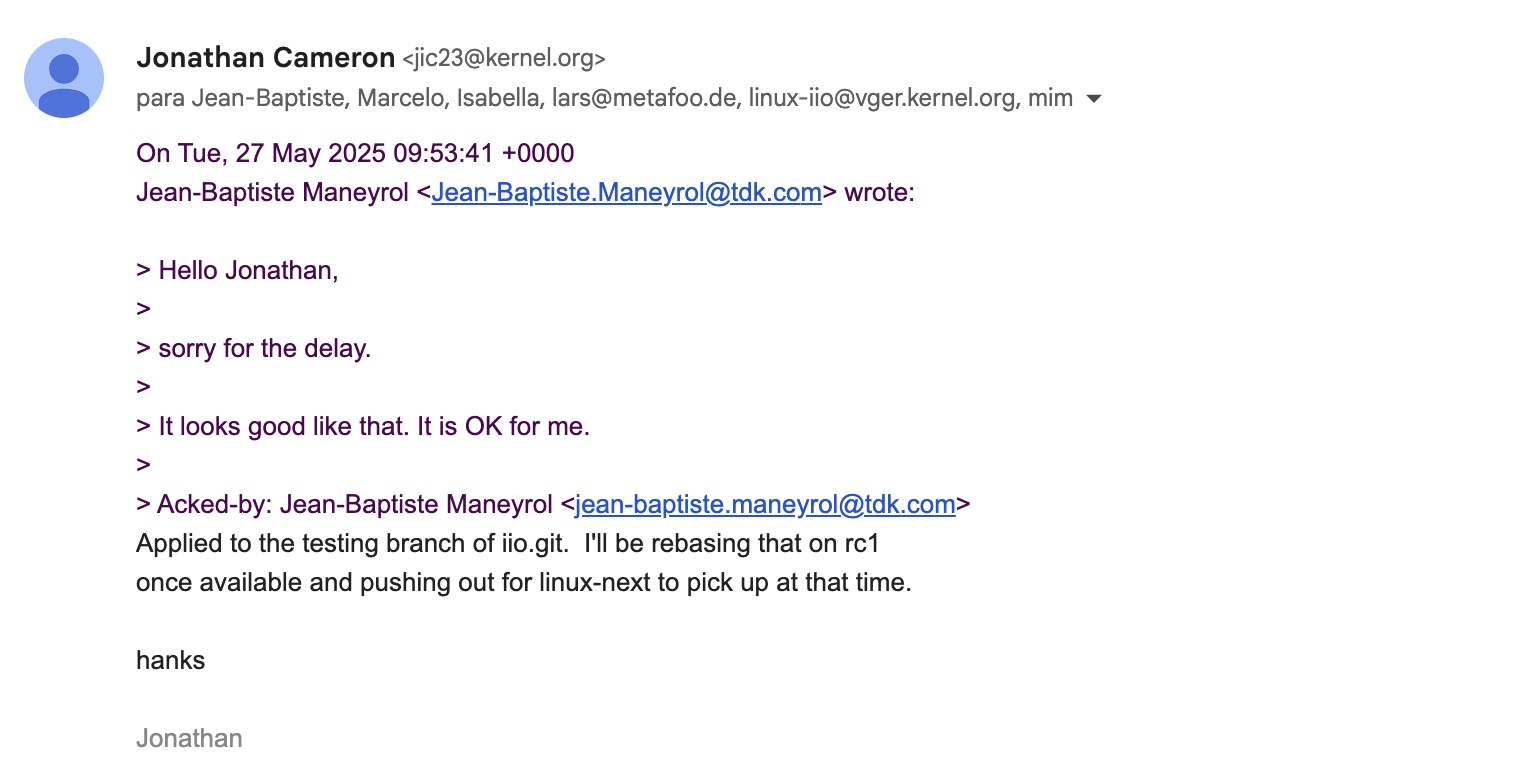 Jonathan Cameron <jic23@kernel.org>
para Jean-Baptiste, Marcelo, Isabella, lars@metafoo.de, linux-iio@vger.kernel.org, mim
On Tue, 27 May 2025 09:53:41 +0000
Jean-Baptiste Maneyrol <Jean-Baptiste.Maneyrol@tdk.com> wrote:
> Hello Jonathan,
>
> sorry for the delay.
>
> It looks good like that. It is OK for me.
>
> Acked-by: Jean-Baptiste Maneyrol <jean-baptiste.maneyrol@tdk.com>
Applied to the testing branch of iio.git.  I'll be rebasing that on rc1
once available and pushing out for linux-next to pick up at that time.
hanks
Jonathan